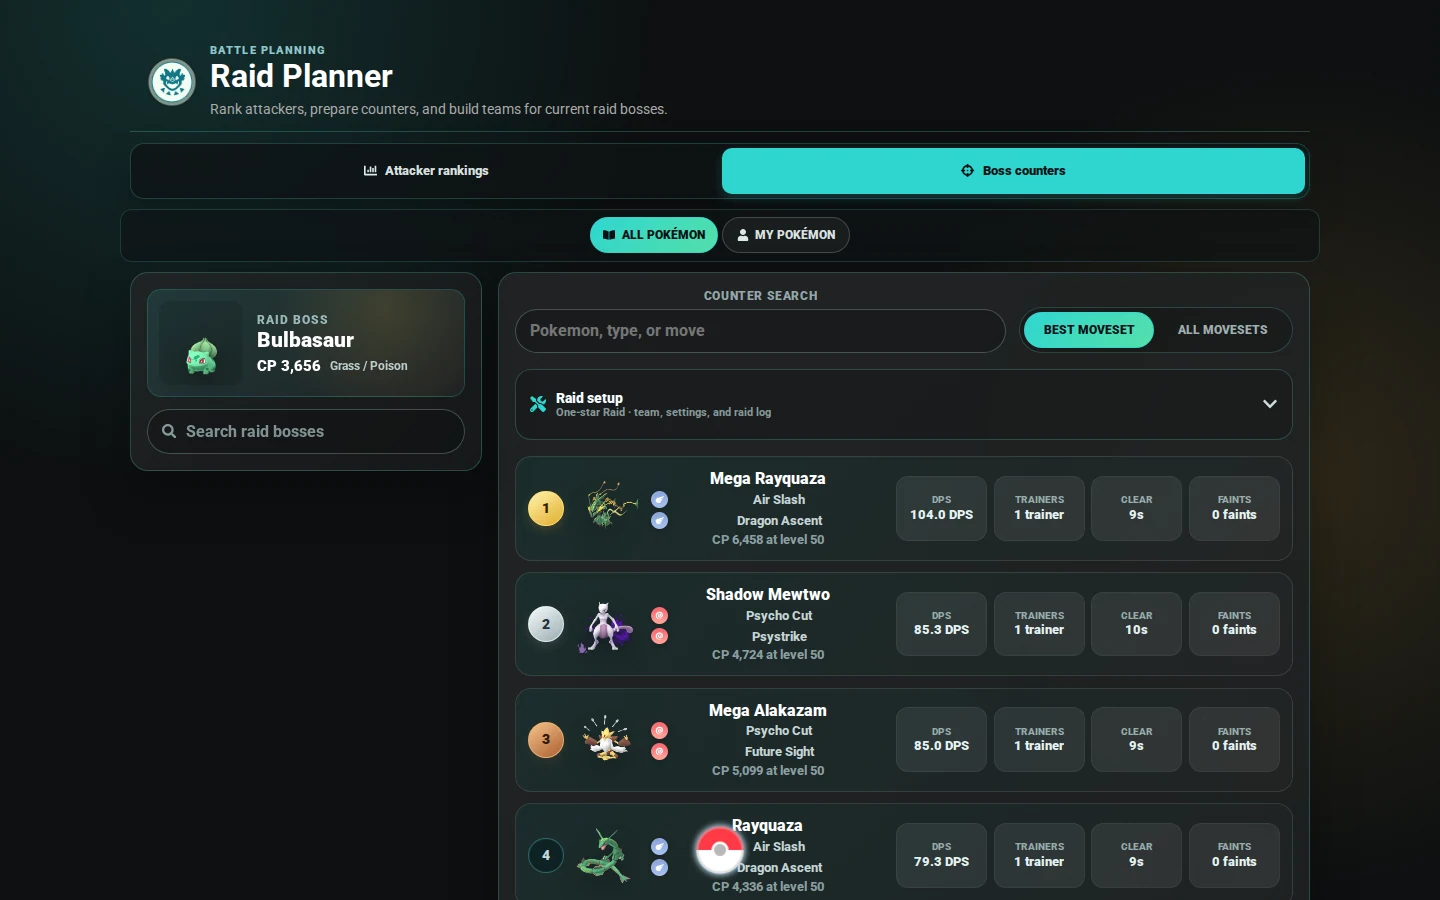 BATTLE PLANNING
Raid Planner
Rank attackers, prepare counters, and build teams for current raid bosses.
Attacker rankings
Boss counters
ALL POKÉMON
MY POKÉMON
RAID BOSS
Bulbasaur
CP 3,656 Grass / Poison
Search raid bosses
COUNTER SEARCH
Pokemon, type, or move
BEST MOVESET
ALL MOVESETS
Raid setup
One-star Raid · team, settings, and raid log
1
Mega Rayquaza
Air Slash
Dragon Ascent
CP 6,458 at level 50
DPS
104.0 DPS
TRAINERS
1 trainer
CLEAR
9s
FAINTS
0 faints
2
Shadow Mewtwo
Psycho Cut
Psystrike
CP 4,724 at level 50
DPS
85.3 DPS
TRAINERS
1 trainer
CLEAR
10s
FAINTS
0 faints
3
Mega Alakazam
Psycho Cut
Future Sight
CP 5,099 at level 50
DPS
85.0 DPS
TRAINERS
1 trainer
CLEAR
9s
FAINTS
0 faints
4
Rayquaza
Air Slash
Dragon Ascent
CP 4,336 at level 50
DPS
79.3 DPS
TRAINERS
1 trainer
CLEAR
9s
FAINTS
0 faints